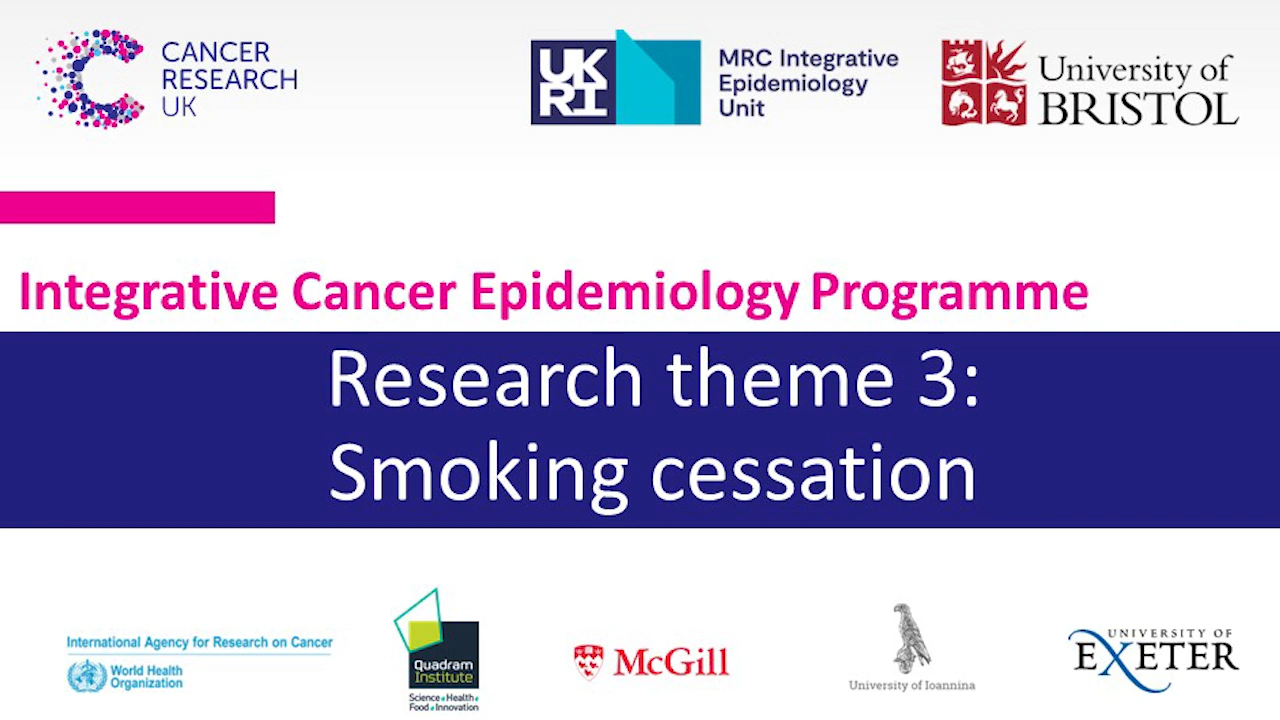 CANCER
RESEARCH
UK
UK
RI
MRC Integrative
Epidemiology
Unit
University of
BRISTOL
Integrative Cancer Epidemiology Programme
Research theme 3:
Smoking cessation
International Agency for Research on Cancer
World Health
Organization
Quadram
Institute
Science • Health •
Food • Innovation
McGill
University of Ioannina
UNIVERSITY OF
EXETER